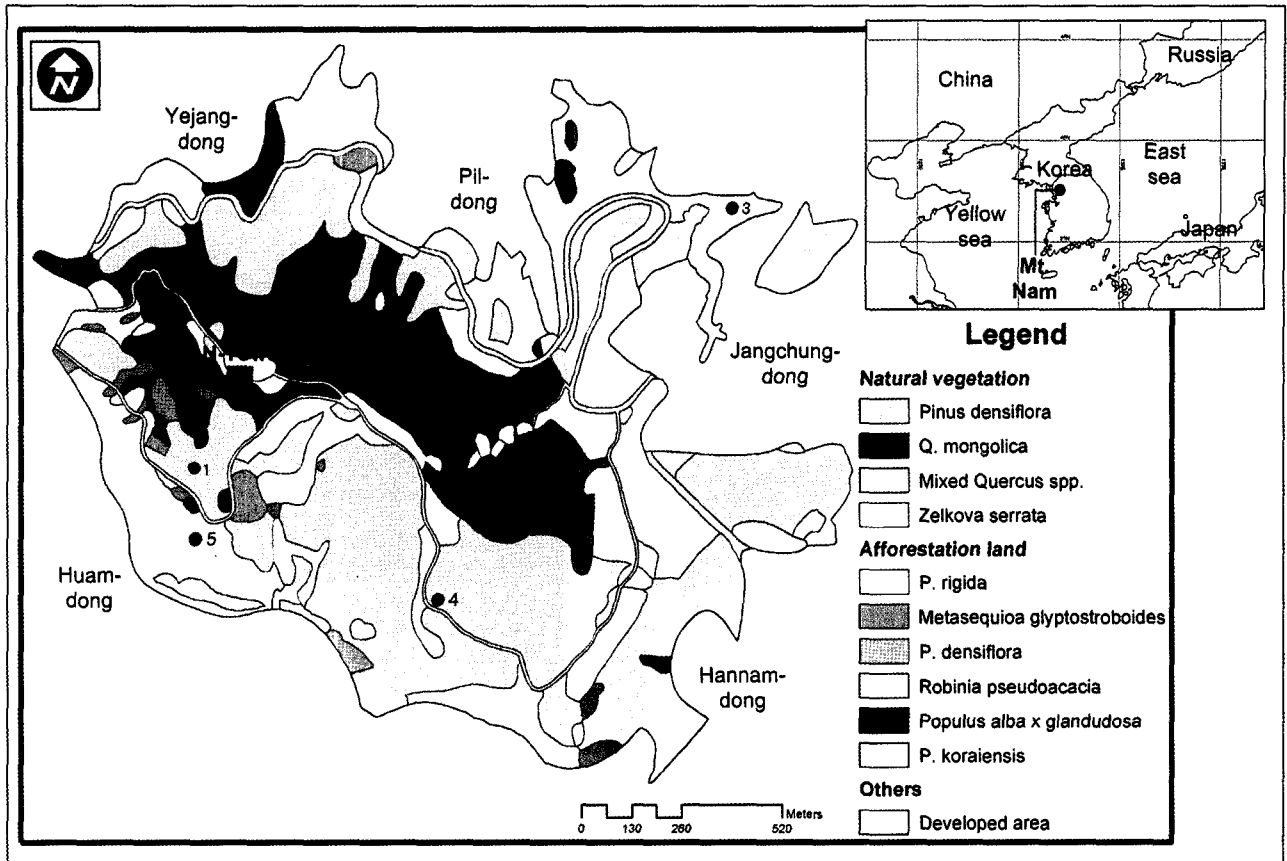 N
Yejang-
dong
Pil-
dong
3
Jangchung-
dong
1
5
Huam-
dong
4
Hannam-
dong
0 130 260 520
Meters
China
Russia
Korea
East
sea
Yellow
sea
Japan
Mt
Nam
Legend
Natural vegetation
Pinus densiflora
Q. mongolica
Mixed Quercus spp.
Zelkova serrata
Afforestation land
P. rigida
Metasequioa glyptostroboides
P. densiflora
Robinia pseudoacacia
Populus alba x glandudosa
P. koraiensis
Others
Developed area